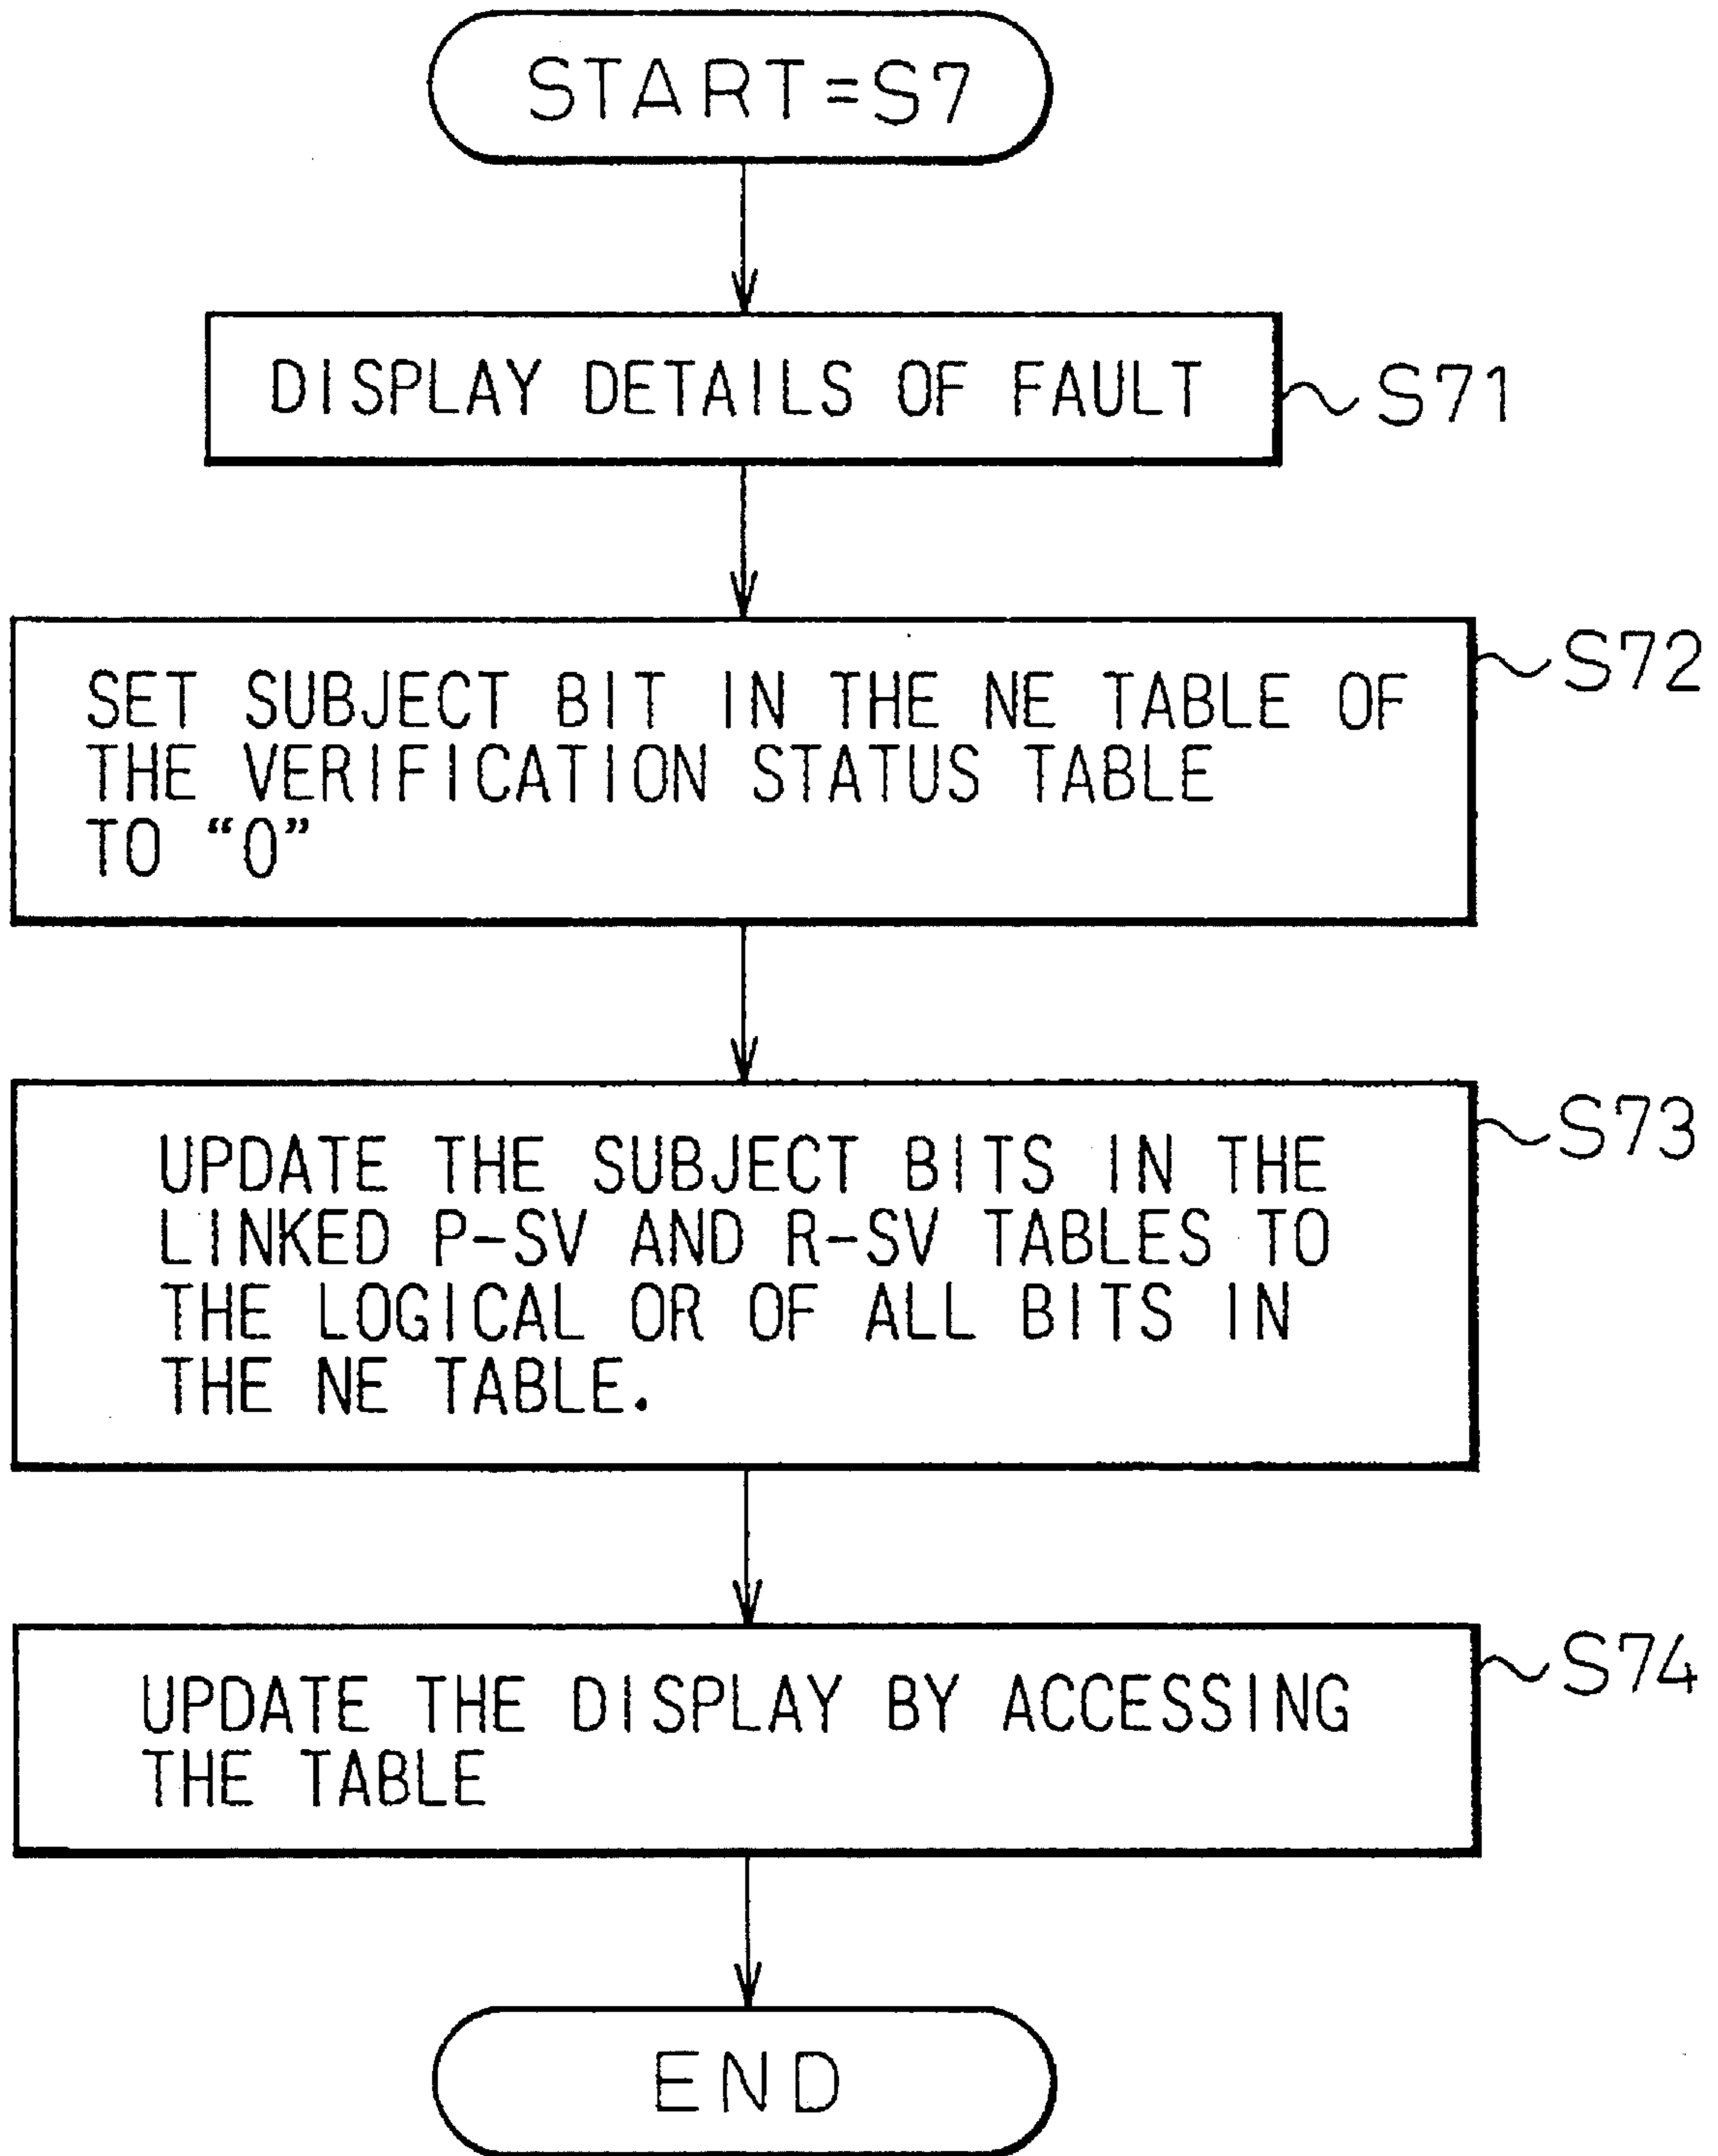 START=S7
DISPLAY DETAILS OF FAULT
S71
SET SUBJECT BIT IN THE NE TABLE OF
THE VERIFICATION STATUS TABLE
TO “0”
S72
UPDATE THE SUBJECT BITS IN THE
LINKED P-SV AND R-SV TABLES TO
THE LOGICAL OR OF ALL BITS IN
THE NE TABLE.
S73
UPDATE THE DISPLAY BY ACCESSING
THE TABLE
S74
END